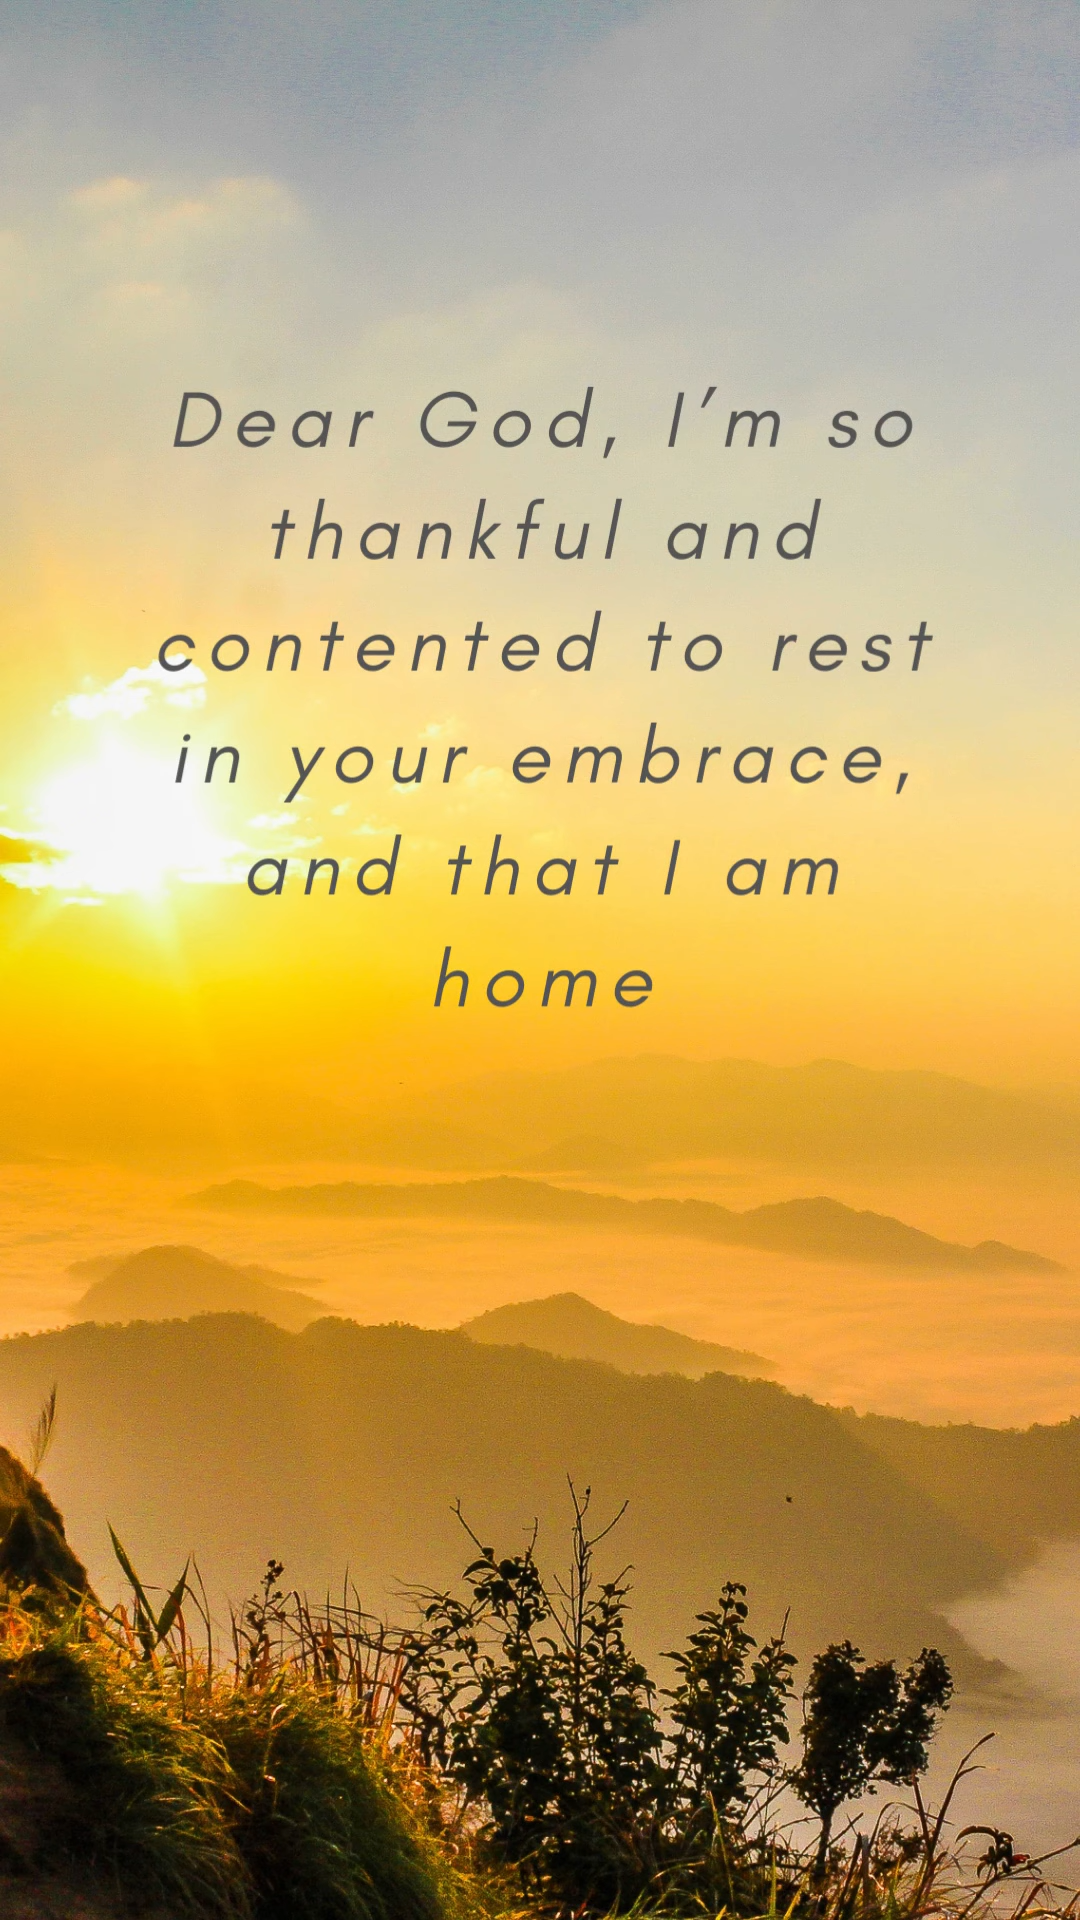 Dear God, I’m so
thankful and
contented to rest
in your embrace,
and that I am
home